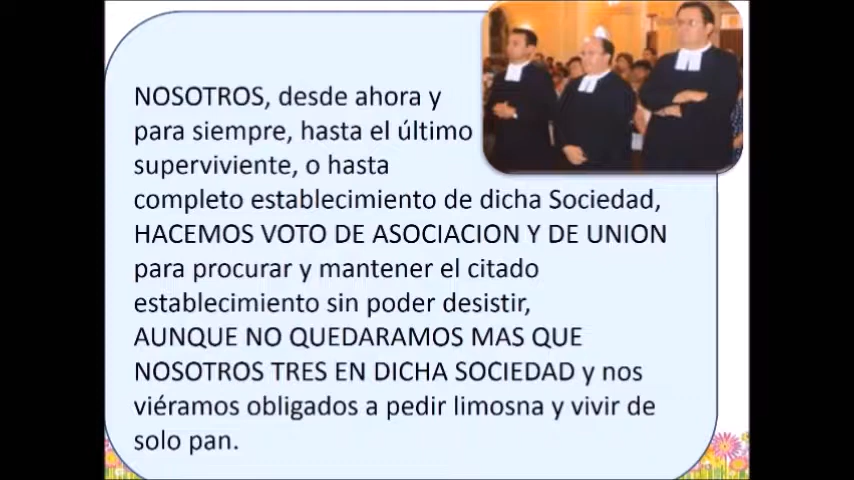 NOSOTROS, desde ahora y
para siempre, hasta el último
superviviente, o hasta
completo establecimiento de dicha Sociedad,
HACEMOS VOTO DE ASOCIACION Y DE UNION
para procurar y mantener el citado
establecimiento sin poder desistir,
AUNQUE NO QUEDARAMOS MAS QUE
NOSOTROS TRES EN DICHA SOCIEDAD y nos
viéramos obligados a pedir limosna y vivir de
solo pan.